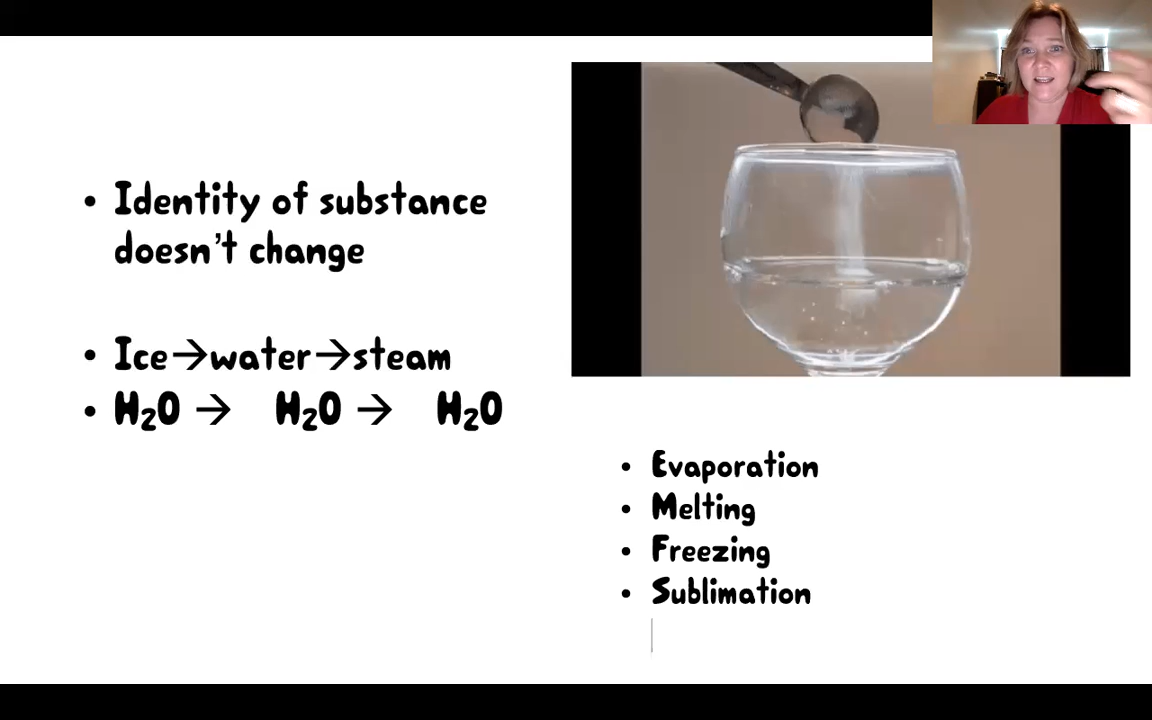 • Identity of substance
doesn't change
• Ice→water→steam
• H₂O → H₂O → H₂O
• Evaporation
• Melting
• Freezing
• Sublimation